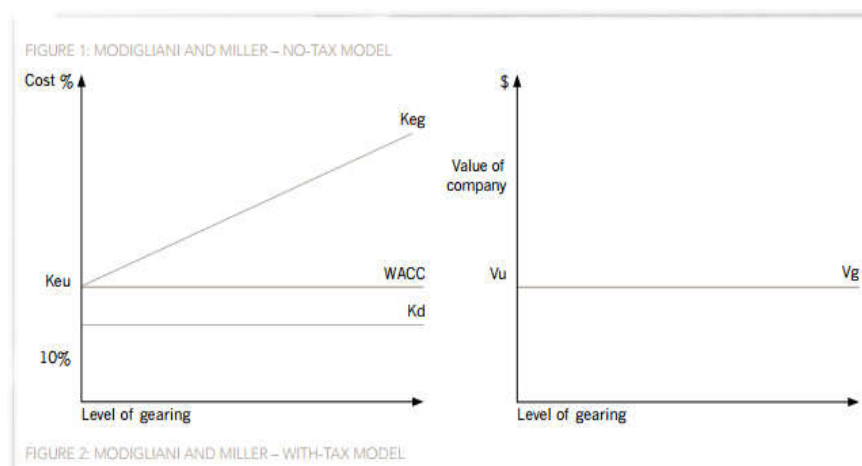 FIGURE 1: MODIGLIANI AND MILLER – NO-TAX MODEL
Cost %
Keg
Keu
WACC
Kd
10%
Level of gearing
$
Value of
company
Vu
Vg
Level of gearing
FIGURE 2: MODIGLIANI AND MILLER – WITH-TAX MODEL